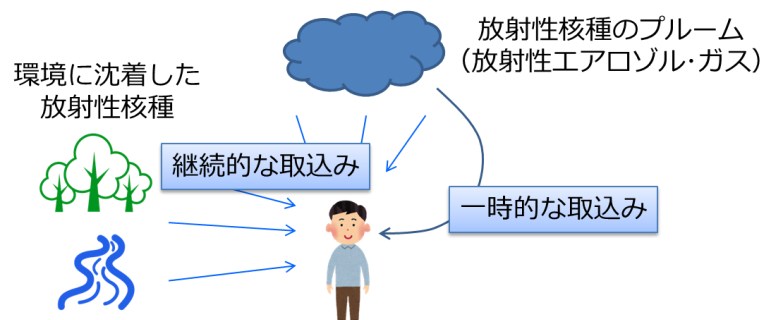 放射性核種のプルーム
（放射性エアロゾル･ガス）
環境に沈着した
放射性核種
継続的な取込み
一時的な取込み